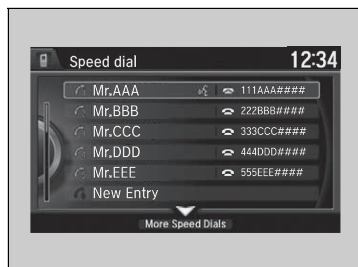 Speed dial 12:34
Mr.AAA 111AAA####
Mr.BBB 222BBB####
Mr.CCC 333CCC####
Mr.DDD 444DDD####
Mr.EEE 555EEE####
New Entry
More Speed Dials